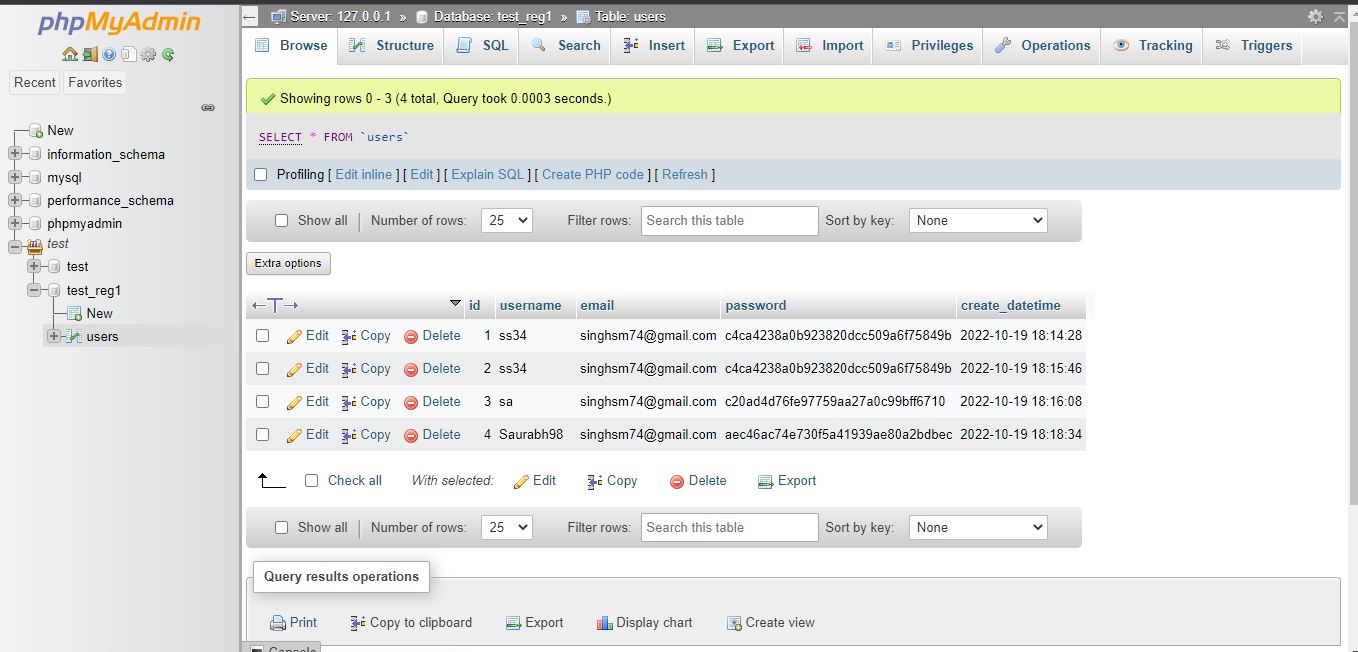 phpMyAdmin
Recent Favorites
New
information_schema
mysql
performance_schema
phpmyadmin
test
test
test_reg1
New
users
Server: 127.0.0.1 » Database: test_reg1 » Table: users
Browse Structure SQL Search Insert Export Import Privileges Operations Tracking Triggers
Showing rows 0 - 3 (4 total, Query took 0.0003 seconds.)
SELECT * FROM `users`
Profiling [ Edit inline ] [ Edit ] [ Explain SQL ] [ Create PHP code ] [ Refresh ]
Show all Number of rows: 25 Filter rows: Search this table Sort by key: None
Extra options
←T→ id username email password create_datetime
Edit Copy Delete 1 ss34 singhsm74@gmail.com c4ca4238a0b923820dcc509a6f75849b 2022-10-19 18:14:28
Edit Copy Delete 2 ss34 singhsm74@gmail.com c4ca4238a0b923820dcc509a6f75849b 2022-10-19 18:15:46
Edit Copy Delete 3 sa singhsm74@gmail.com c20ad4d76fe97759aa27a0c99bff6710 2022-10-19 18:16:08
Edit Copy Delete 4 Saurabh98 singhsm74@gmail.com aec46ac74e730f5a41939ae80a2bdbec 2022-10-19 18:18:34
Check all With selected: Edit Copy Delete Export
Show all Number of rows: 25 Filter rows: Search this table Sort by key: None
Query results operations
Print Copy to clipboard Export Display chart Create view
Console